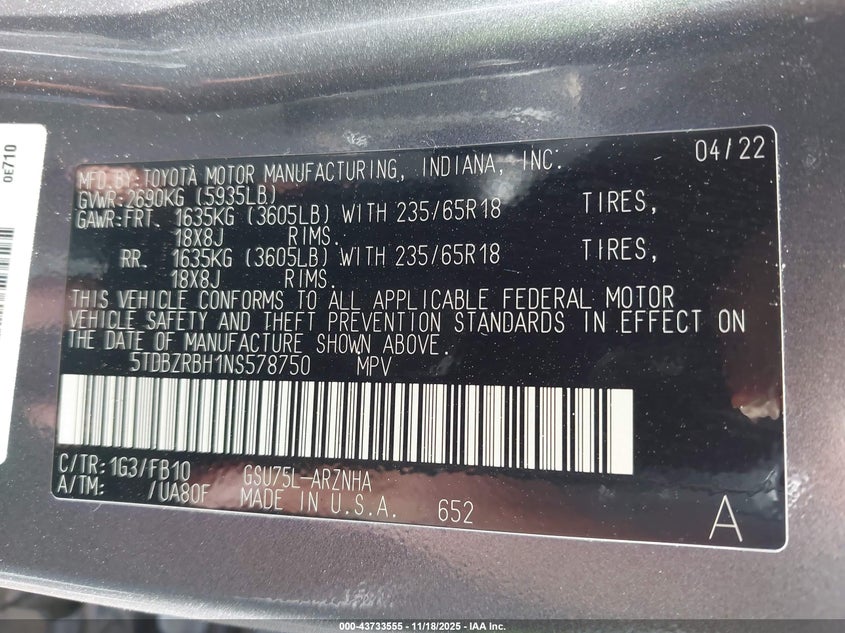 0E710
MFD.BY:TOYOTA MOTOR MANUFACTURING, INDIANA, INC. 04/22
GVWR:2690KG (5935LB)
GAWR:FRT. 1635KG (3605LB) WITH 235/65R18 TIRES,
18X8J RIMS.
RR. 1635KG (3605LB) WITH 235/65R18 TIRES,
18X8J RIMS.
THIS VEHICLE CONFORMS TO ALL APPLICABLE FEDERAL MOTOR
VEHICLE SAFETY AND THEFT PREVENTION STANDARDS IN EFFECT ON
THE DATE OF MANUFACTURE SHOWN ABOVE.
5TDBZRBH1NS578750 MPV
C/TR:1G3/FB10 GSU75L-ARZNHA
A/TM: /UA80F MADE IN U.S.A. 652 A
000-43733555 - 11/18/2025 - IAA Inc.